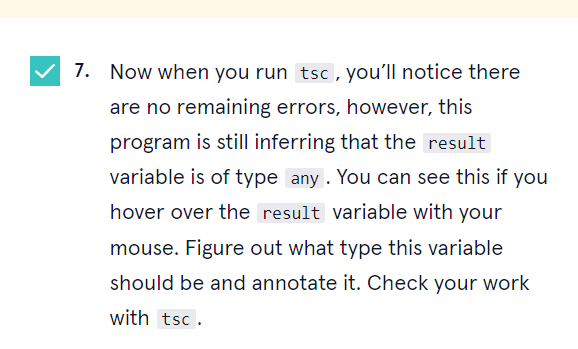 7. Now when you run tsc, you’ll notice there
are no remaining errors, however, this
program is still inferring that the result
variable is of type any. You can see this if you
hover over the result variable with your
mouse. Figure out what type this variable
should be and annotate it. Check your work
with tsc.